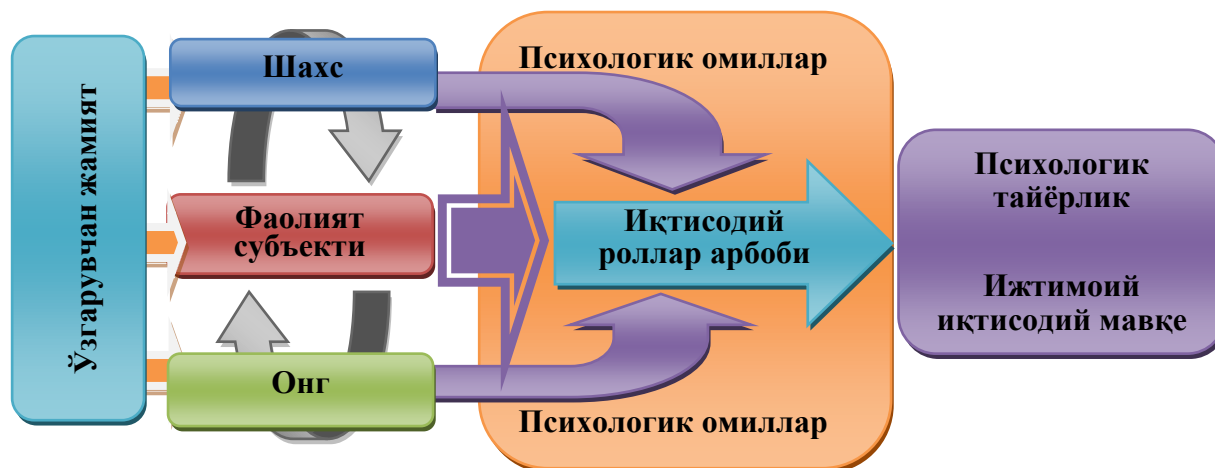 Ўзгарувчан жамият
Шахс
Фаолият
субъекти
Онг
Психологик омиллар
Иқтисодий
роллар арбоби
Психологик омиллар
Психологик
тайёрлик
Ижтимоий
иқтисодий мавқе